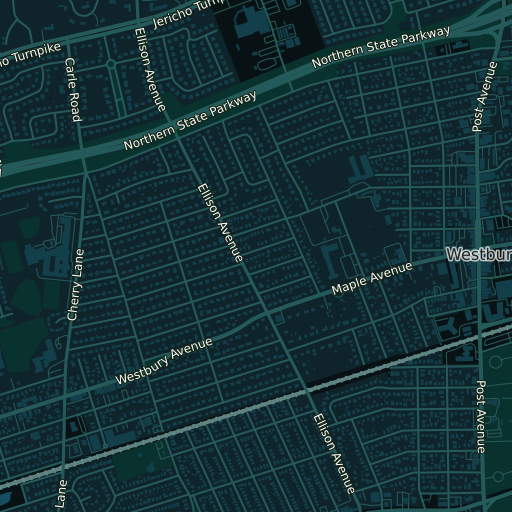 Jericho Turn
Ellison Avenue
ho Turnpike
Northern State Parkway
Carle Road
Post Avenue
Northern State Parkway
Ellison Avenue
Westbur
Cherry Lane
Maple Avenue
Westbury Avenue
Post Avenue
Ellison Avenue
Lane